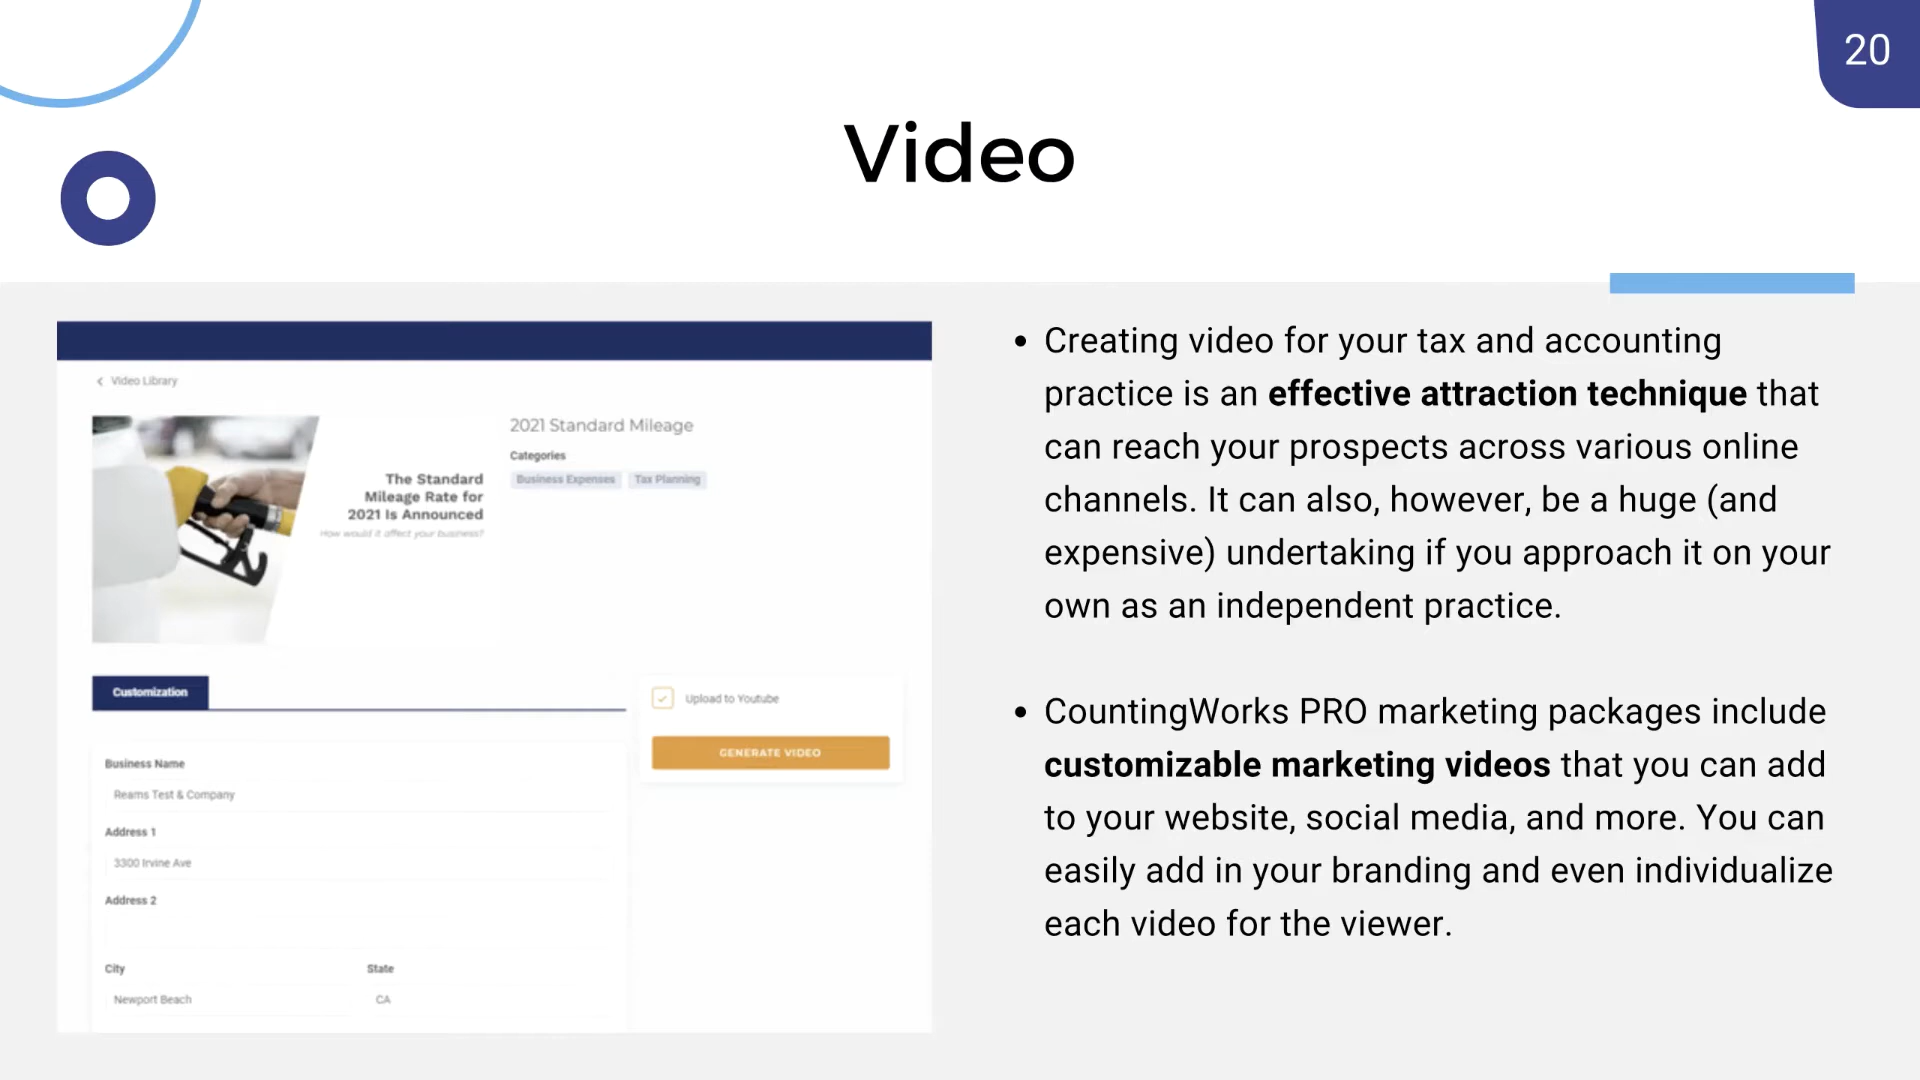 20
Video
Video Library
The Standard
Mileage Rate for
2021 Is Announced
How would it affect your business?
2021 Standard Mileage
Categories
Business Expenses Tax Planning
Customization
Upload to Youtube
GENERATE VIDEO
Business Name
Reams Test & Company
Address 1
3300 Irvine Ave
Address 2
City State
Newport Beach CA
• Creating video for your tax and accounting
practice is an effective attraction technique that
can reach your prospects across various online
channels. It can also, however, be a huge (and
expensive) undertaking if you approach it on your
own as an independent practice.
• CountingWorks PRO marketing packages include
customizable marketing videos that you can add
to your website, social media, and more. You can
easily add in your branding and even individualize
each video for the viewer.